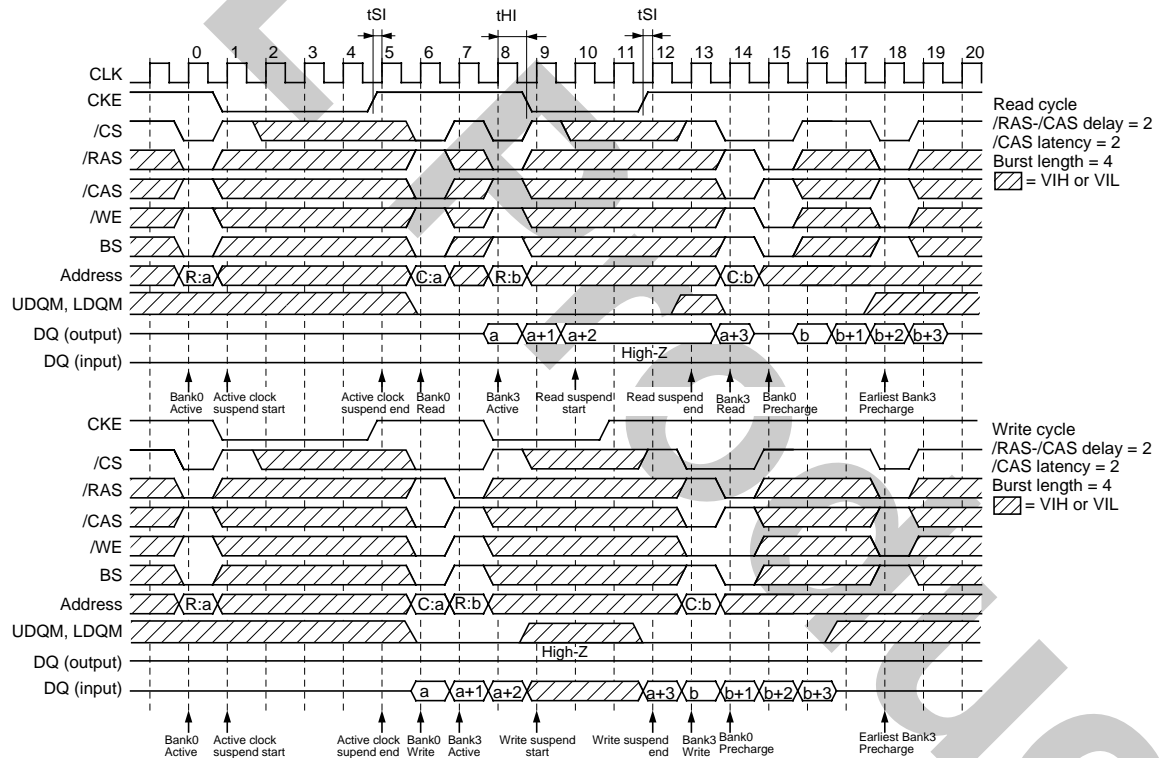 tSI tHI tSI
0 1 2 3 4 5 6 7 8 9 10 11 12 13 14 15 16 17 18 19 20
CLK
CKE
/CS
/RAS
/CAS
/WE
BS
Address R:a C:a R:b C:b
UDQM, LDQM
DQ (output) a a+1 a+2 a+3 b b+1 b+2 b+3
High-Z
DQ (input)
Bank0 Active clock Active clock Bank0 Bank3 Read suspend Read suspend Bank3 Bank0 Earliest Bank3
Active suspend start suspend end Read Active start end Read Precharge Precharge
Read cycle
/RAS-/CAS delay = 2
/CAS latency = 2
Burst length = 4
= VIH or VIL
CKE
/CS
/RAS
/CAS
/WE
BS
Address R:a C:a R:b C:b
UDQM, LDQM
High-Z
DQ (output)
DQ (input) a a+1 a+2 a+3 b b+1 b+2 b+3
Bank0 Active clock Active clock Bank0 Bank3 Write suspend Write suspend Bank3 Bank0 Earliest Bank3
Active suspend start supend end Write Active start end Write Precharge Precharge
Write cycle
/RAS-/CAS delay = 2
/CAS latency = 2
Burst length = 4
= VIH or VIL